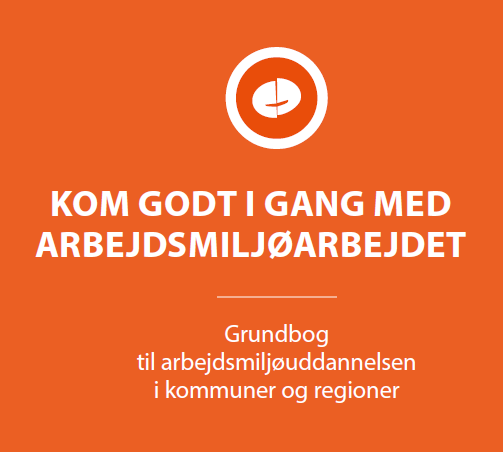 KOM GODT I GANG MED
ARBEJDSMILJØARBEJDET
Grundbog
til arbejdsmiljøuddannelsen
i kommuner og regioner